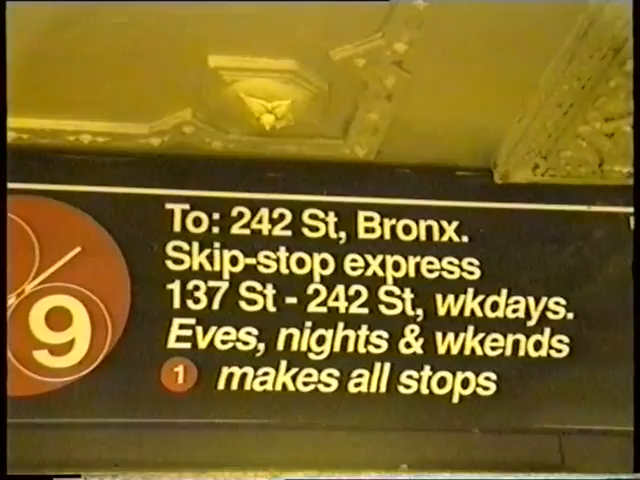 9
To: 242 St, Bronx.
Skip-stop express
137 St - 242 St, wkdays.
Eves, nights & wkends
1 makes all stops